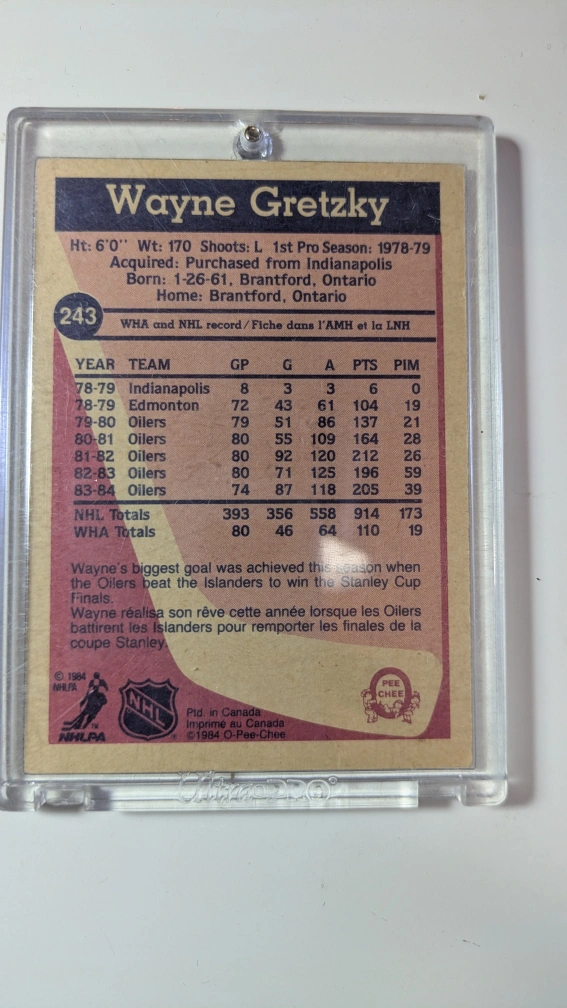 Wayne Gretzky
Ht: 6'0" Wt: 170 Shoots: L 1st Pro Season: 1978-79
Acquired: Purchased from Indianapolis
Born: 1-26-61, Brantford, Ontario
Home: Brantford, Ontario
243
WHA and NHL record/Fiche dans l'AMH et la LNH
YEAR TEAM GP G A PTS PIM
78-79 Indianapolis 8 3 3 6 0
78-79 Edmonton 72 43 61 104 19
79-80 Oilers 79 51 86 137 21
80-81 Oilers 80 55 109 164 28
81-82 Oilers 80 92 120 212 26
82-83 Oilers 80 71 125 196 59
83-84 Oilers 74 87 118 205 39
NHL Totals 393 356 558 914 173
WHA Totals 80 46 64 110 19
Wayne's biggest goal was achieved this season when
the Oilers beat the Islanders to win the Stanley Cup
Finals.
Wayne réalisa son rêve cette année lorsque les Oilers
battirent les Islanders pour remporter les finales de la
coupe Stanley.
© 1984
NHLPA
NHLPA
NHL
Ptd. in Canada
Imprimé au Canada
©1984 O-Pee-Chee
PEE
CHEE
UltraPRO®